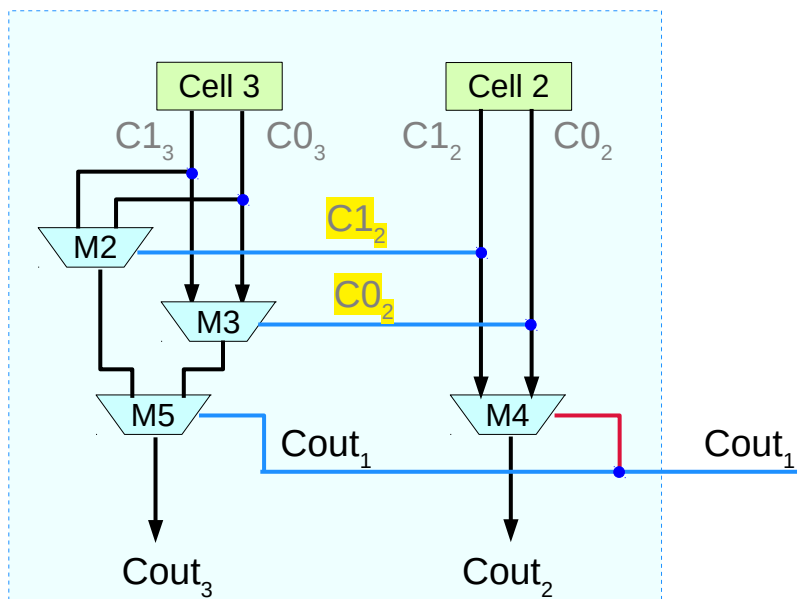 Cell 3 Cell 2
C1₃ C0₃ C1₂ C0₂
C1₂
M2
C0₂
M3
M5 M4
Cout₁ Cout₁
Cout₃ Cout₂